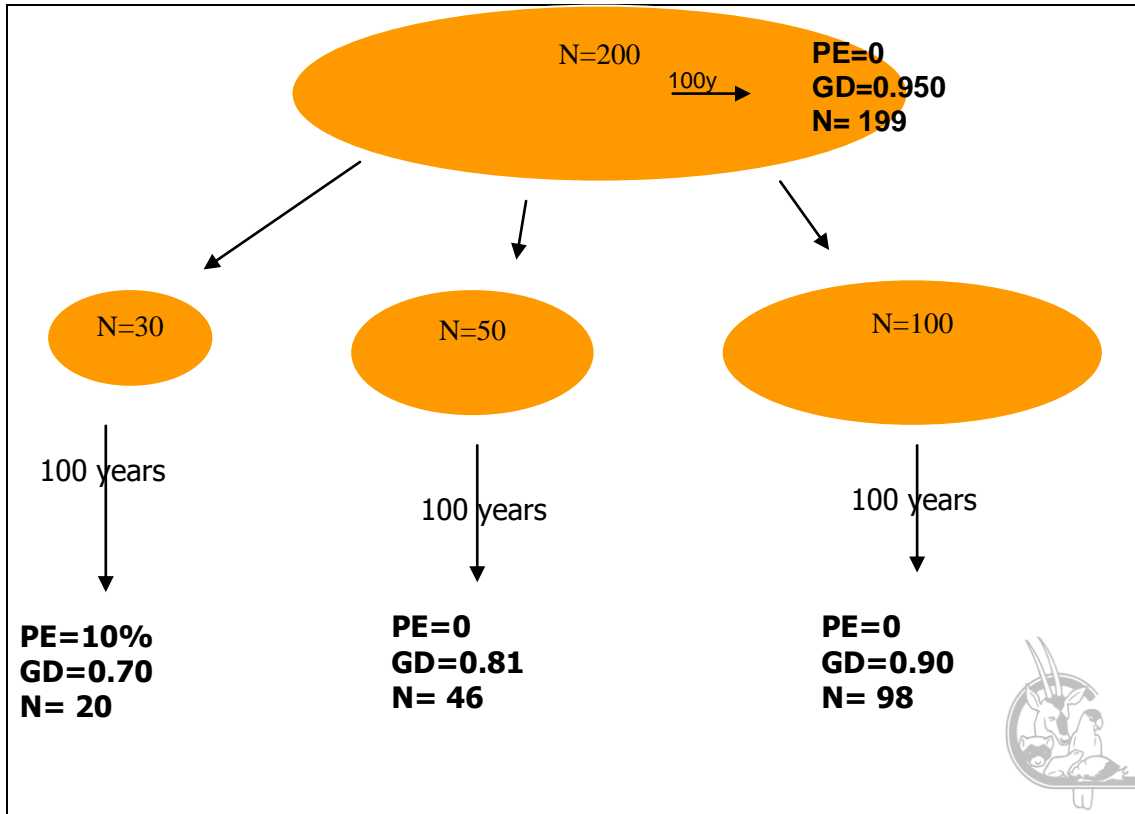 N=200
100y
PE=0
GD=0.950
N= 199
N=30
N=50
N=100
100 years
100 years
100 years
PE=10%
GD=0.70
N= 20
PE=0
GD=0.81
N= 46
PE=0
GD=0.90
N= 98